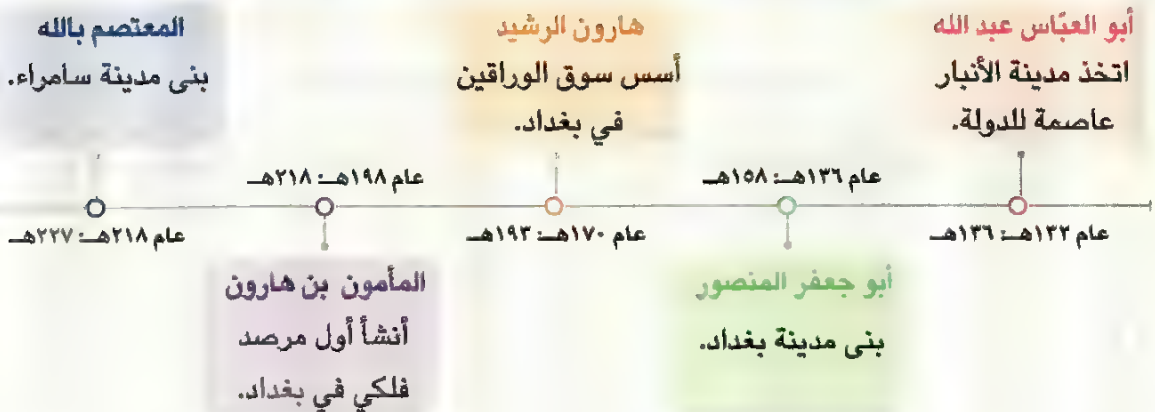 أبو العبّاس عبد الله
اتخذ مدينة الأنبار
عاصمة للدولة.
عام ١٣٢هـ: ١٣٦هـ
عام ١٣٦هـ: ١٥٨هـ
أبو جعفر المنصور
بنى مدينة بغداد.
هارون الرشيد
أسس سوق الوراقين
في بغداد.
عام ١٧٠هـ: ١٩٣هـ
عام ١٩٨هـ: ٢١٨هـ
المأمون بن هارون
أنشأ أول مرصد
فلكي في بغداد.
المعتصم بالله
بنى مدينة سامراء.
عام ٢١٨هـ: ٢٢٧هـ